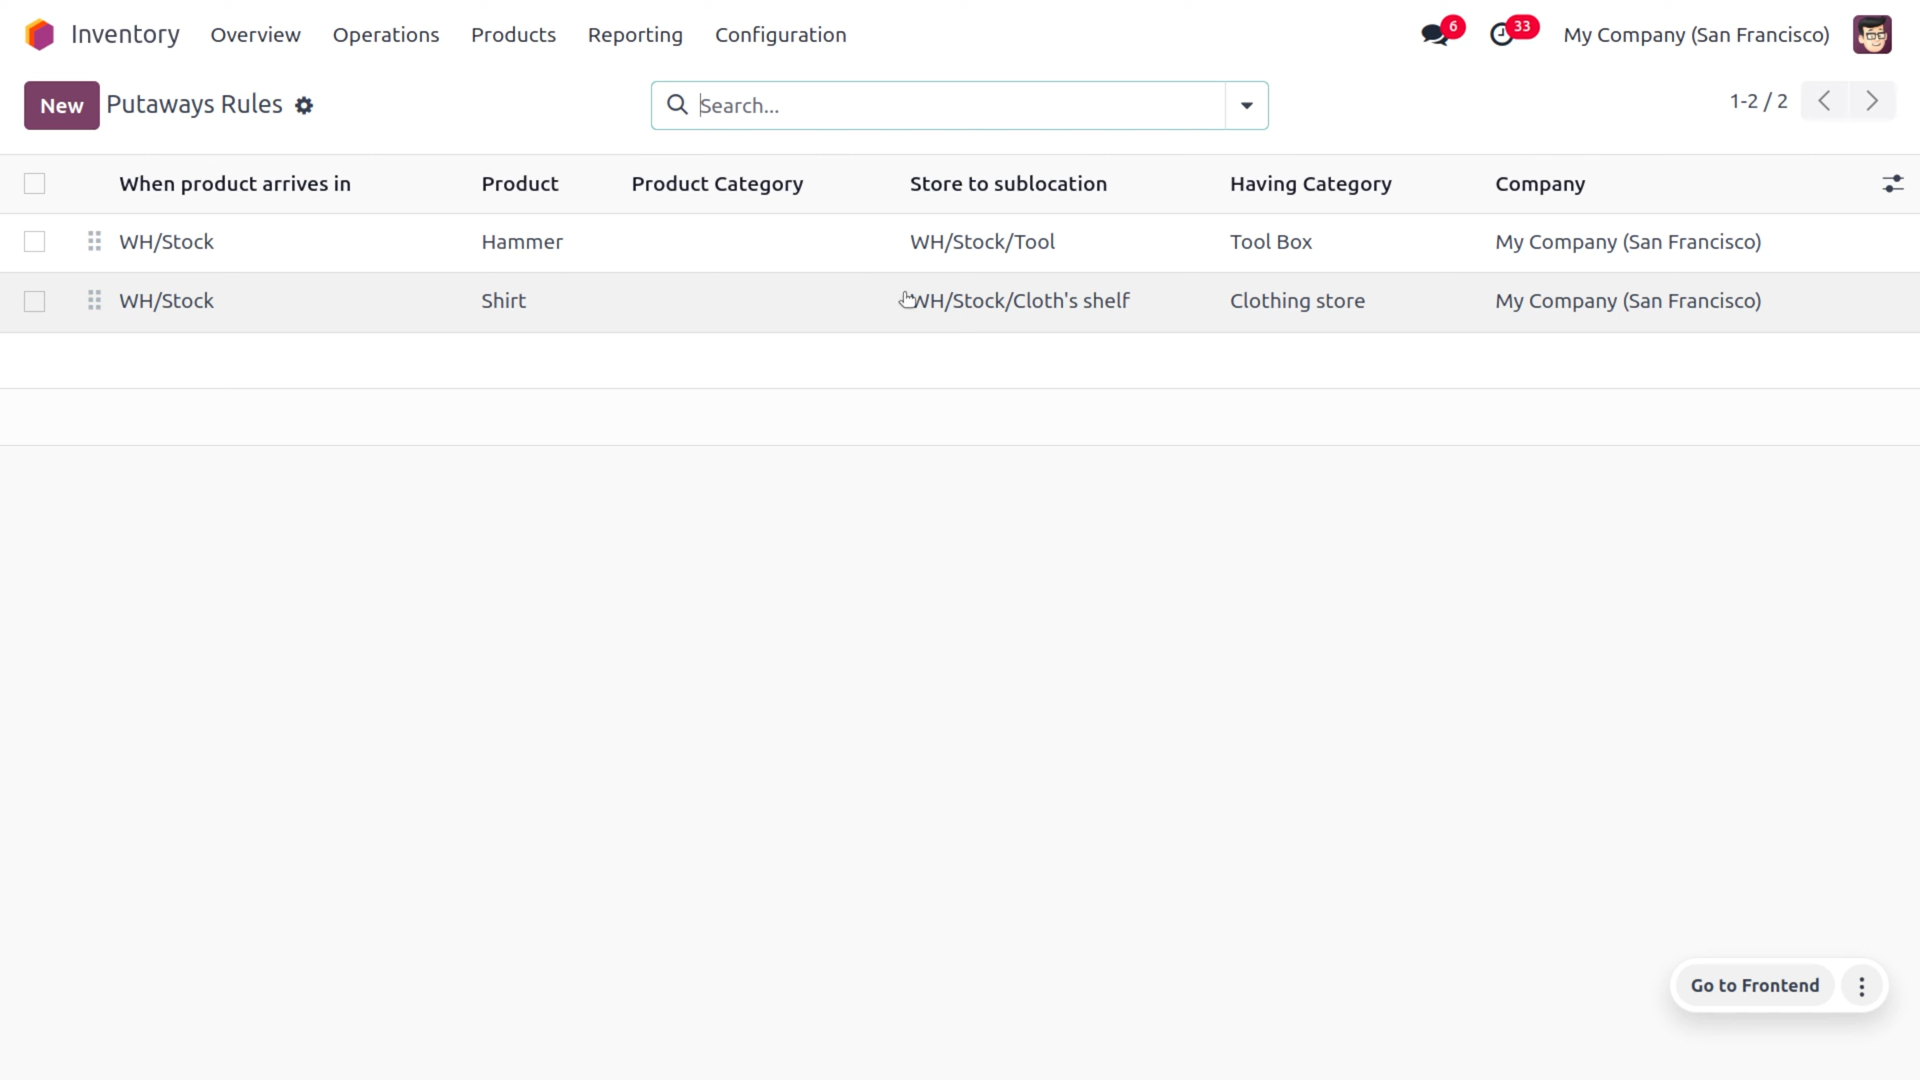 Inventory Overview Operations Products Reporting Configuration 6 33 My Company (San Francisco)
New Putaways Rules Search... 1-2 / 2
When product arrives in Product Product Category Store to sublocation Having Category Company
WH/Stock Hammer WH/Stock/Tool Tool Box My Company (San Francisco)
WH/Stock Shirt WH/Stock/Cloth's shelf Clothing store My Company (San Francisco)
Go to Frontend